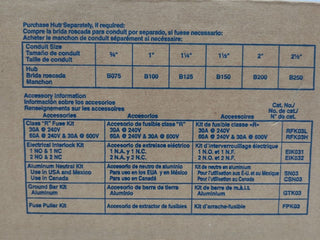 Purchase Hub Separately, if required:
Compre la brida roscada para conduit separatamente, si fuese necesario:
Acheter le manchon de conduit séparément si nécessaire:
Conduit Size
Tamaño de conduit
Taille de conduit
¾" 1" 1¼" 1½" 2" 2½"
Hub
Brida roscada
Manchon
B075 B100 B125 B150 B200 B250
Accessory Information
Información sobre los accesorios
Renseignements sur les accessoires
Cat. No./
No. de cat./
N° de cat.
Accessories Accesorios Accessoires
Class "R" Fuse Kit Accesorio de fusible clase "R" Kit de fusible classe «R»
30A @ 240V 30A @ 240V 30A @ 240V RFK03L
60A @ 240V & 30A @ 600V 60A @ 240V & 30A @ 600V 60A @ 240V & 30A @ 600V RFK03H
Electrical Interlock Kit Accesorio de entrelace eléctrico Kit d'interverrouillage électrique
1 NO & 1 NC 1 N.A. y 1 N.C. 1 N.O. et 1 N.F. EIK031
2 NO & 2 NC 2 N.A. y 2 N.C. 2 N.O. et 2 N.F. EIK032
Aluminum Neutral Kit Accesorio de neutro de aluminio Kit de neutre en aluminium
Use in USA and Mexico Para uso en los EUA y en México Pour utilisation aux É-U et au Mexique SN03
Use in Canada Para uso en Canadá Pour utilisation au Canada CSN03
Ground Bar Kit Accesorio de barra de tierra Kit de barre de m.à.l.
Aluminum Aluminio Aluminium GTK03
Fuse Puller Kit Accesorio de extractor de fusibles Kit d'arrache-fusible FPK03